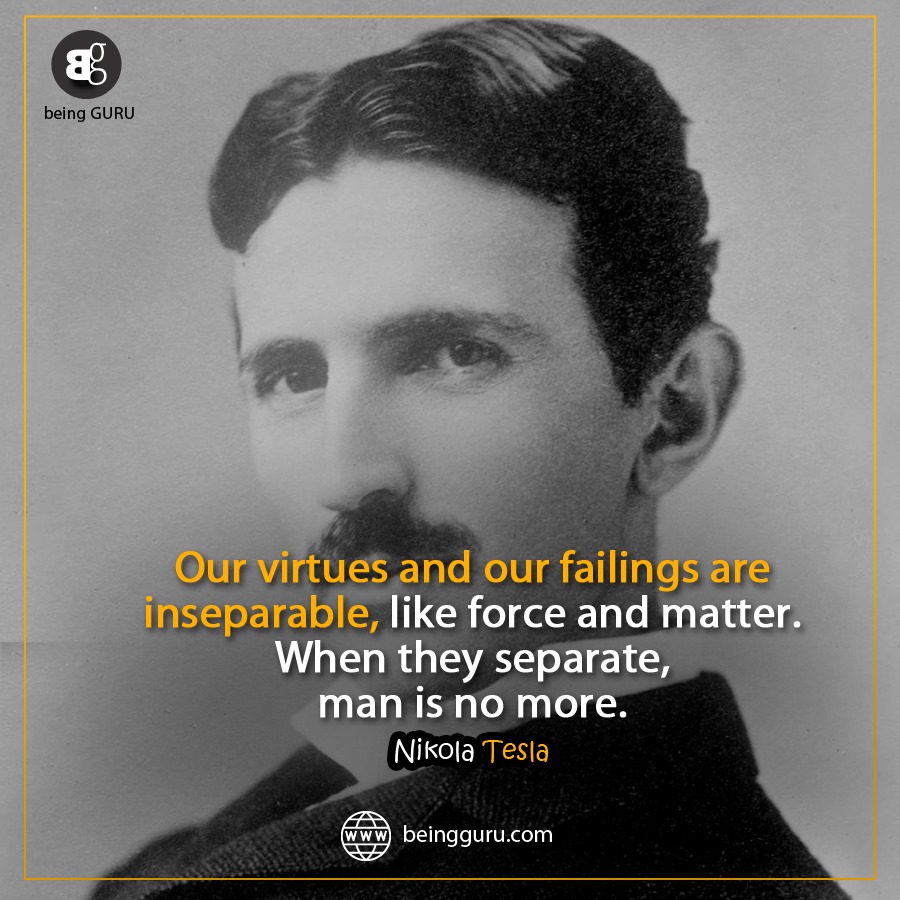 Bg
being GURU
Our virtues and our failings are
inseparable, like force and matter.
When they separate,
man is no more.
Nikola Tesla
www beingguru.com